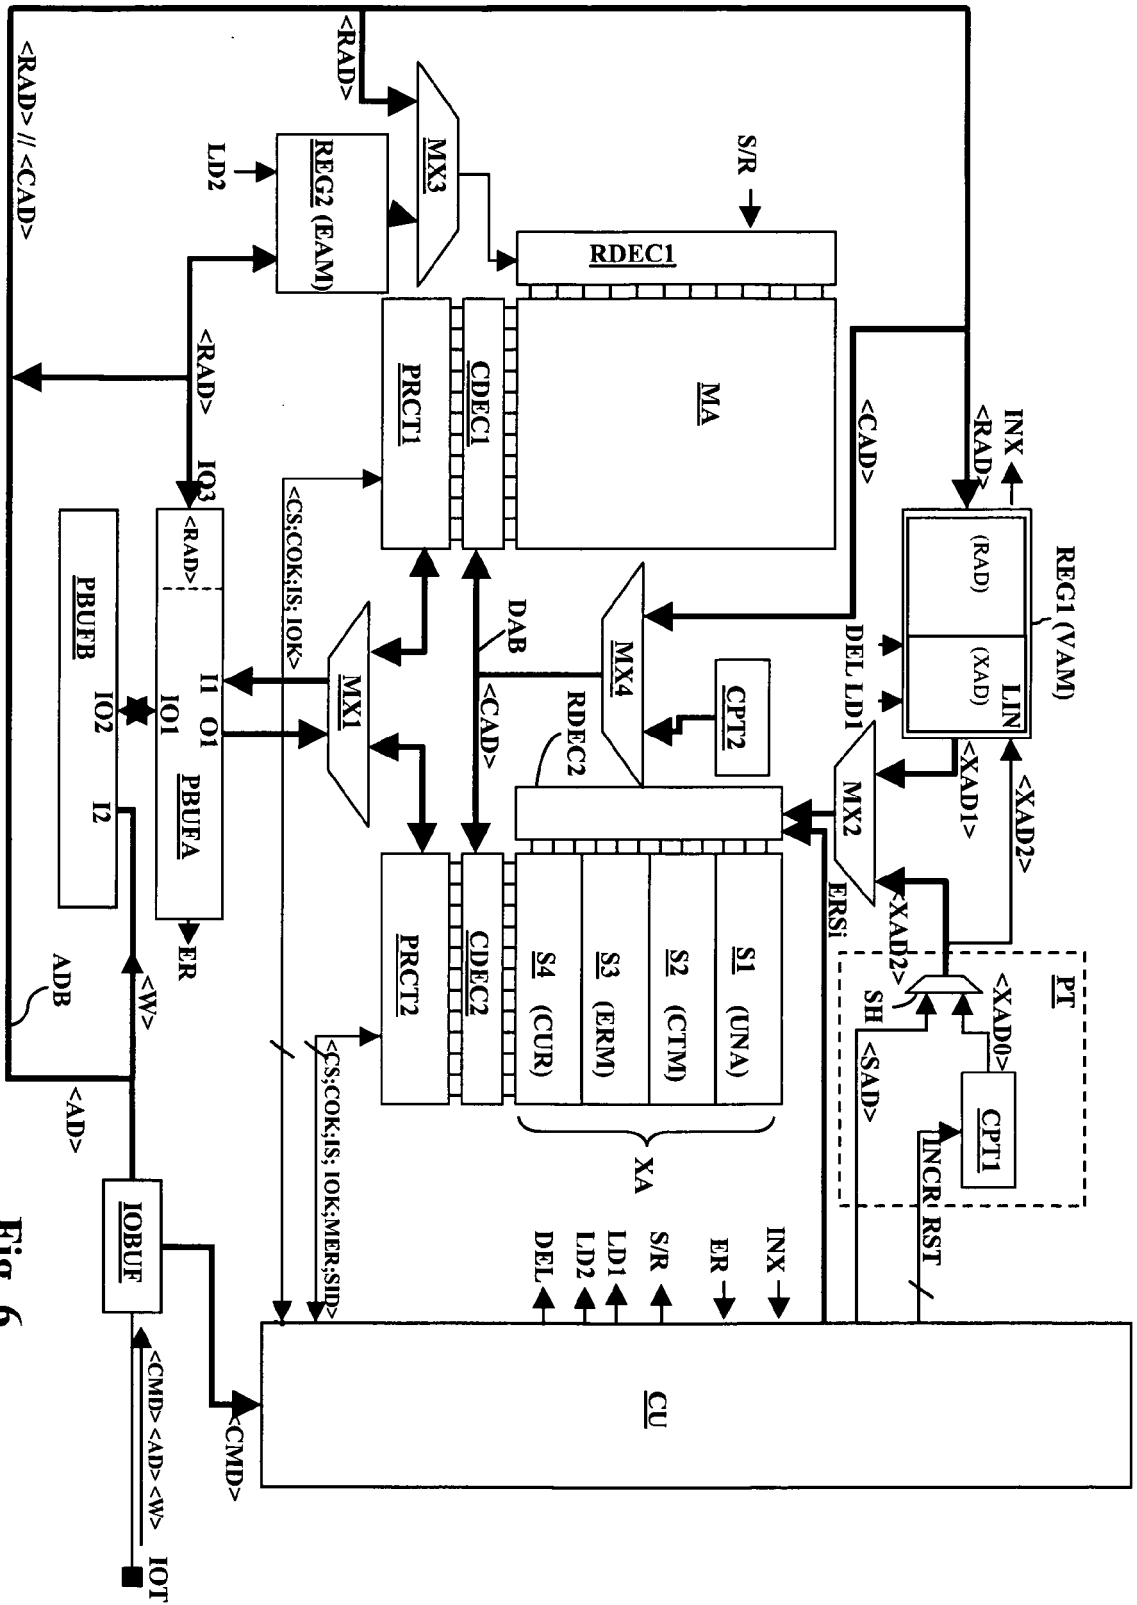 <RAD> // <CAD>
<RAD>
MX3
S/R
LD2
REG2 (EAM)
RDEC1
<RAD>
IO3
<RAD>
PRCT1
CDEC1
MA
<CAD>
<RAD>
INX
(RAD)
(XAD)
LIN
REG1 (VAM)
DEL
LD1
<XAD1>
<XAD2>
PBUFB
IO2
I2
IO1
I1
O1
PBUFA
ER
<CS;COK;IS; IOK>
MX1
DAB
<CAD>
MX4
RDEC2
CPT2
MX2
<XAD2>
ERSi
ADB
<W>
<AD>
PRCT2
CDEC2
S4 (CUR)
S3 (ERM)
S2 (CTM)
S1 (UNA)
XA
SH
<SAD>
<XAD0>
PT
CPT1
INCR
RST
IOBUF
<CS;COK;IS; IOK;MER;SID>
DEL
LD2
LD1
S/R
ER
INX
CU
<CMD>
<CMD> <AD> <W>
IOT
Fig. 6